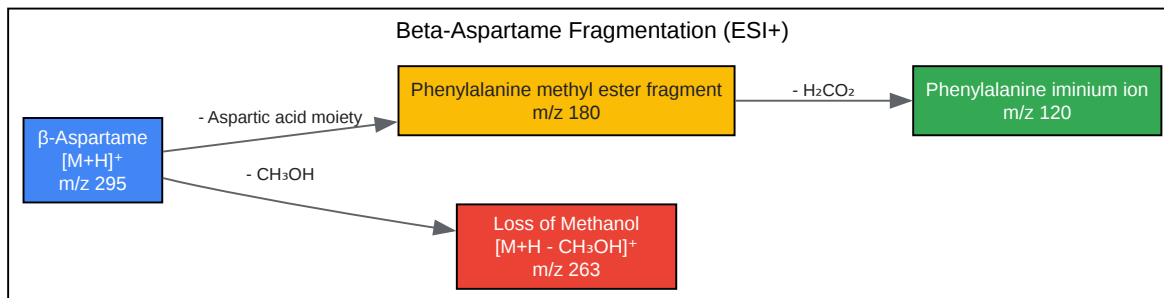 Beta-Aspartame Fragmentation (ESI+)
β-Aspartame
[M+H]⁺
m/z 295
- Aspartic acid moiety
Phenylalanine methyl ester fragment
m/z 180
- H₂CO₂
Phenylalanine iminium ion
m/z 120
- CH₃OH
Loss of Methanol
[M+H - CH₃OH]⁺
m/z 263